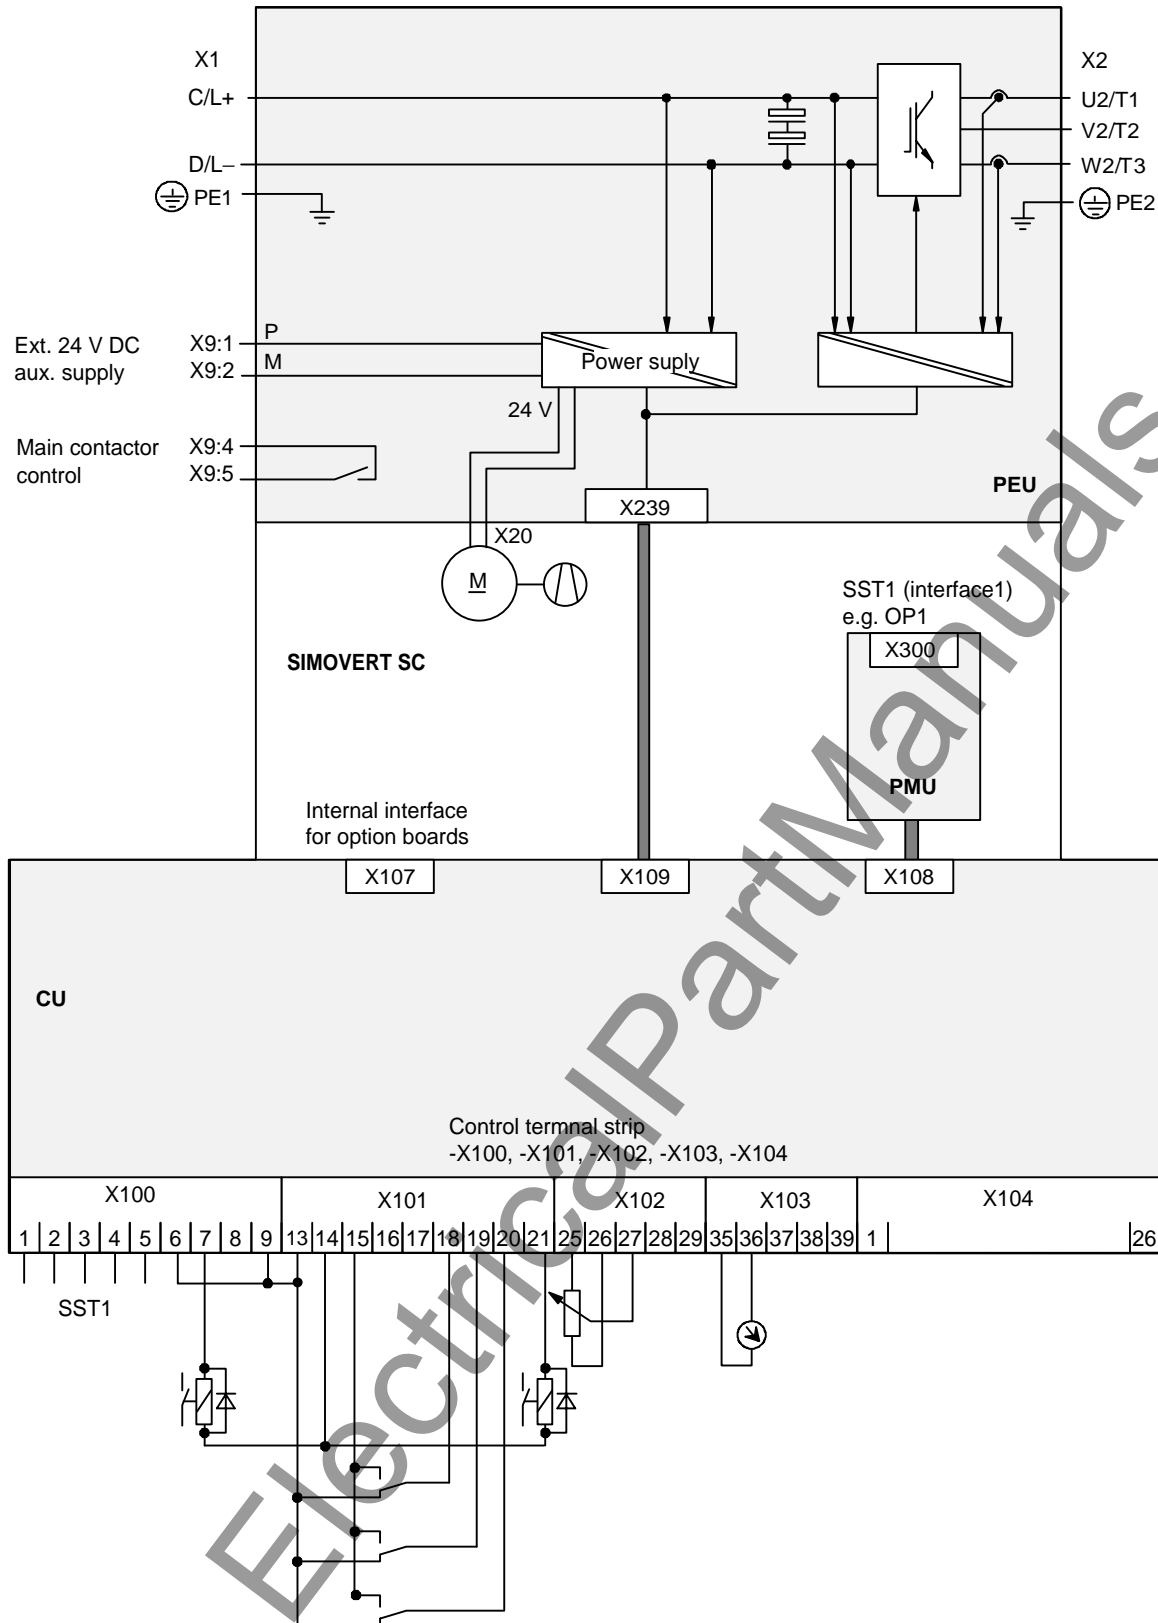 X1
X2
C/L+
U2/T1
V2/T2
D/L–
W2/T3
PE1
PE2
Ext. 24 V DC
aux. supply
X9:1
P
X9:2
M
Power suply
24 V
Main contactor
control
X9:4
X9:5
PEU
X239
X20
M
SST1 (interface1)
e.g. OP1
X300
SIMOVERT SC
PMU
Internal interface
for option boards
X107
X109
X108
CU
Control termnal strip
-X100, -X101, -X102, -X103, -X104
X100
X101
X102
X103
X104
1 2 3 4 5 6 7 8 9 13 14 15 16 17 18 19 20 21 25 26 27 28 29 35 36 37 38 39 1 26
SST1
ElectricalPartManuals